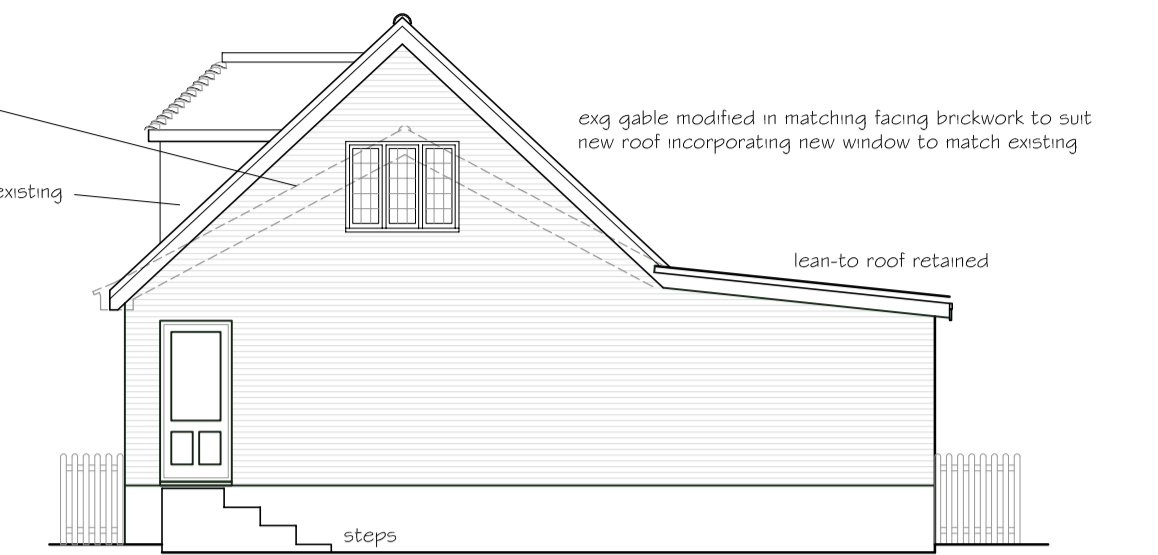 exg gable modified in matching facing brickwork to suit
new roof incorporating new window to match existing
existing
lean-to roof retained
steps